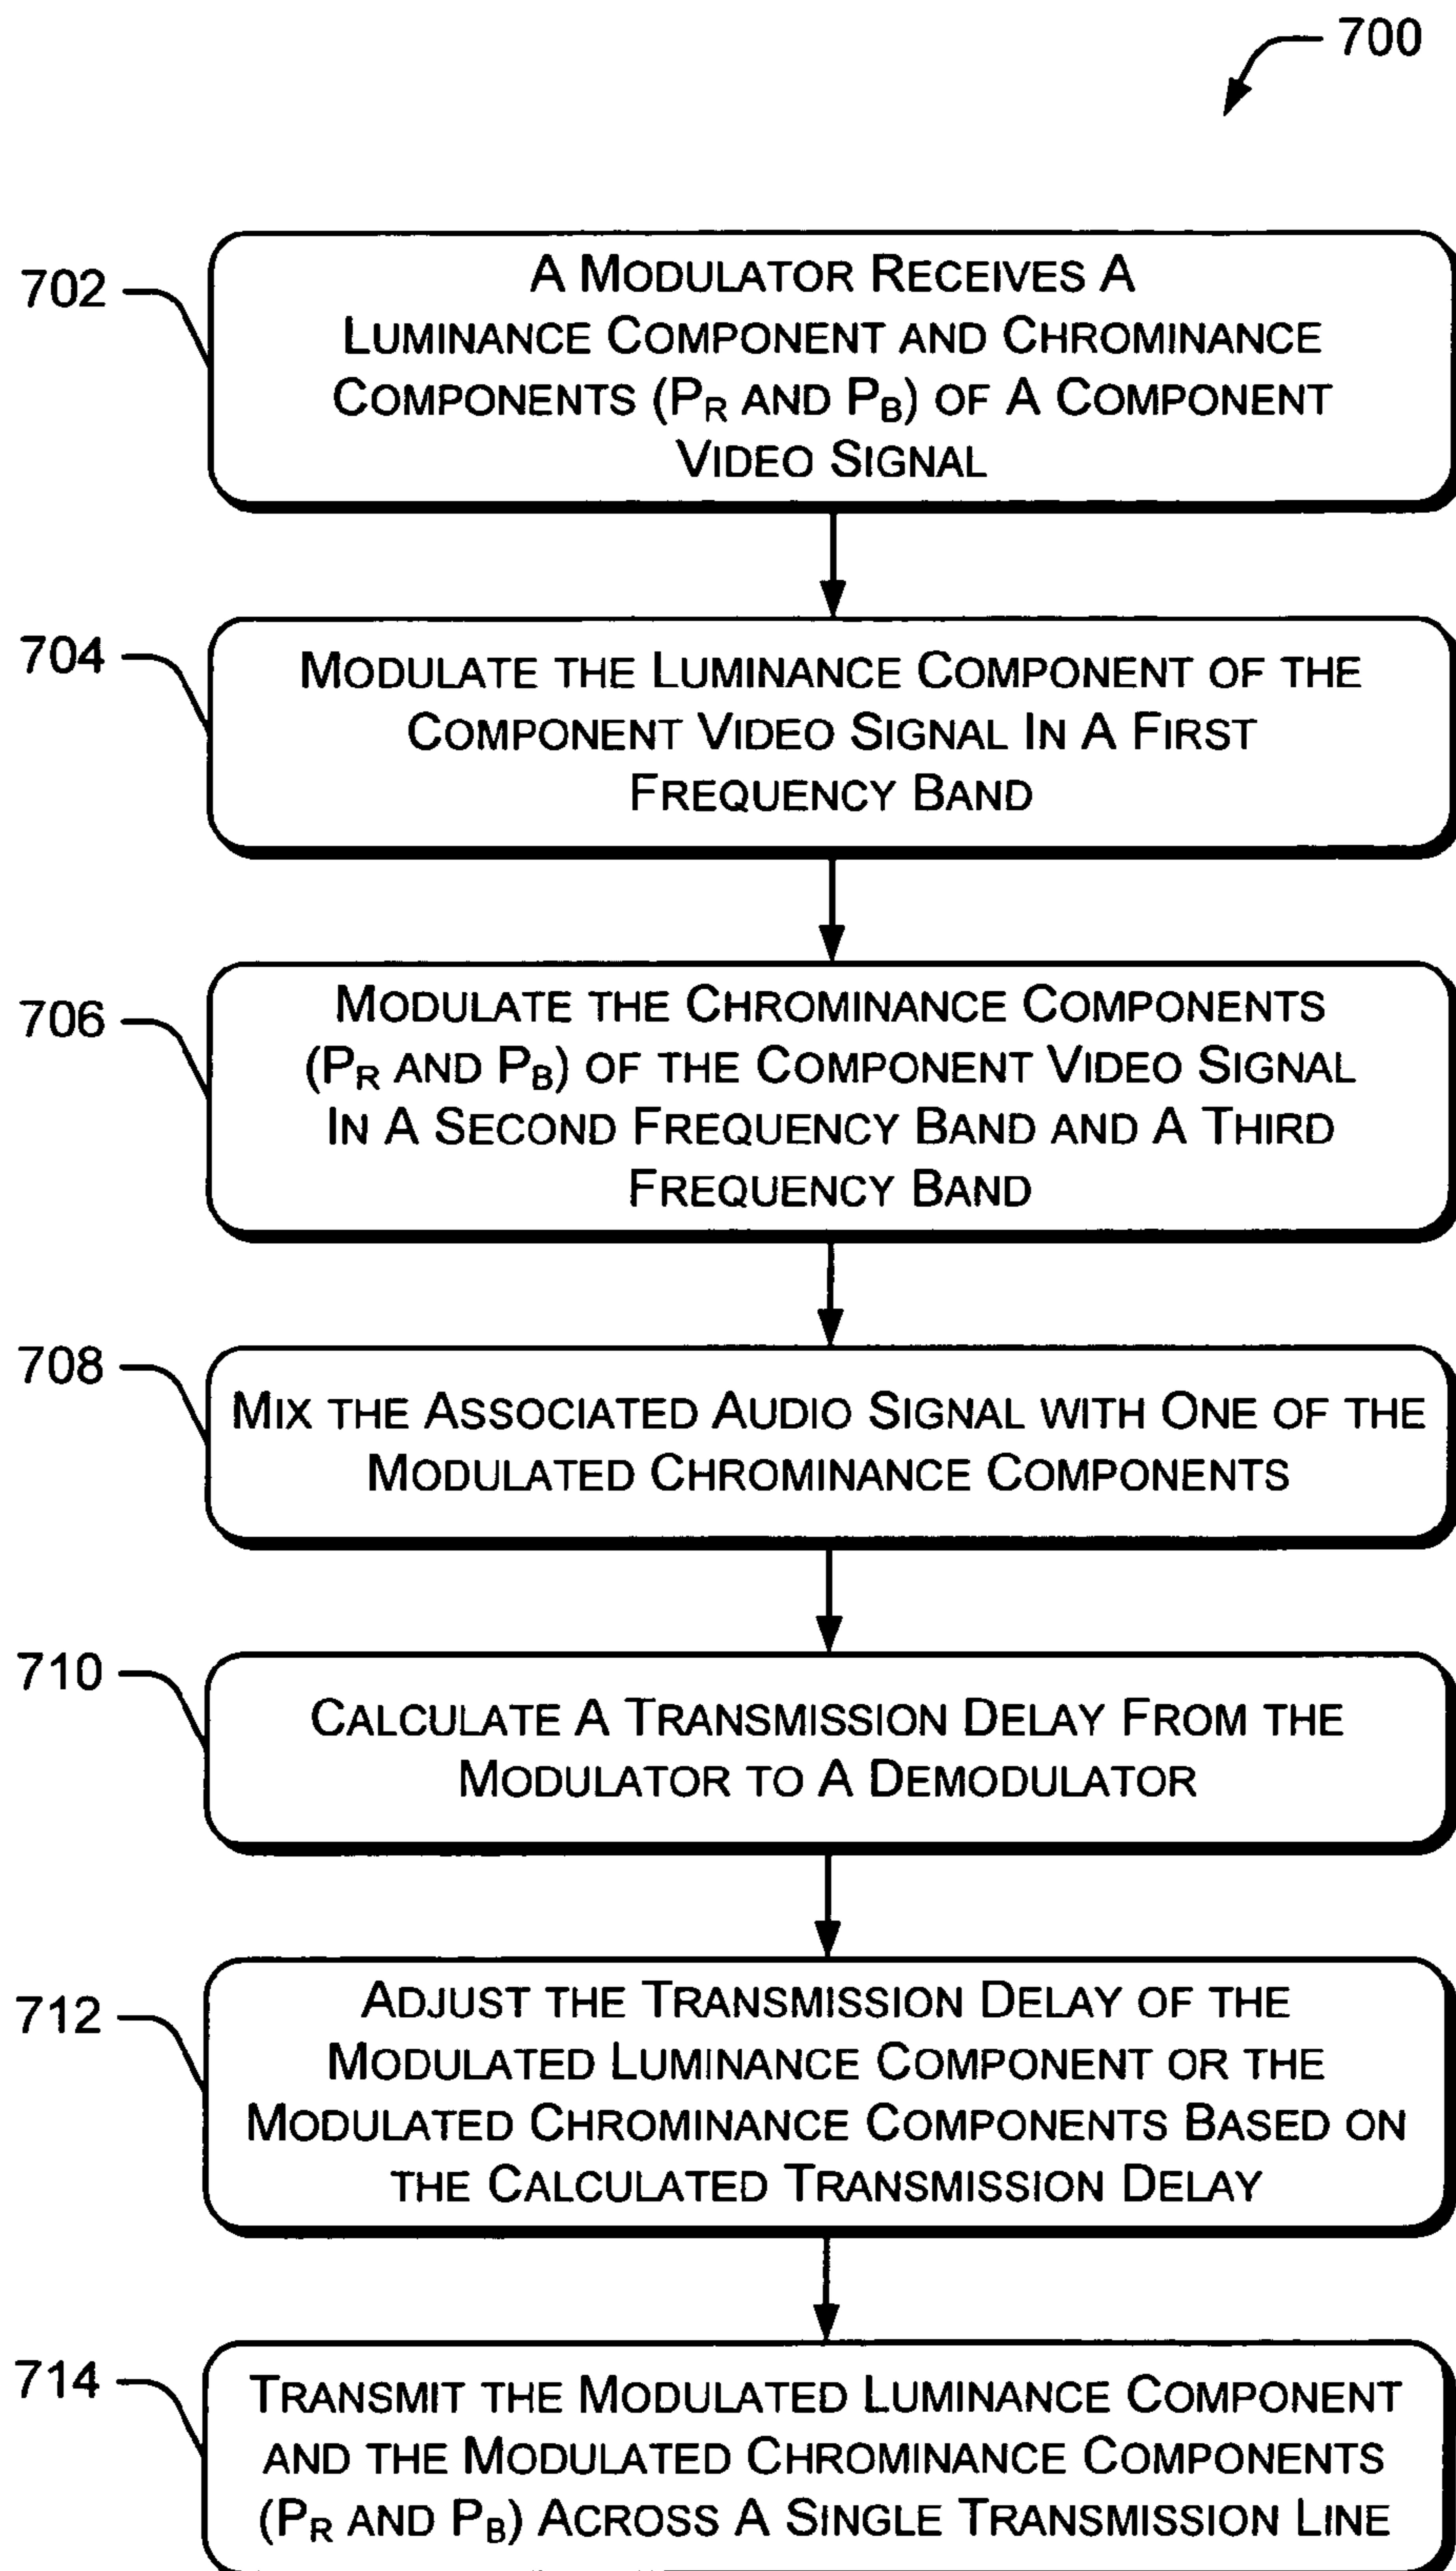 700
702
A MODULATOR RECEIVES A
LUMINANCE COMPONENT AND CHROMINANCE
COMPONENTS (PR AND PB) OF A COMPONENT
VIDEO SIGNAL
704
MODULATE THE LUMINANCE COMPONENT OF THE
COMPONENT VIDEO SIGNAL IN A FIRST
FREQUENCY BAND
706
MODULATE THE CHROMINANCE COMPONENTS
(PR AND PB) OF THE COMPONENT VIDEO SIGNAL
IN A SECOND FREQUENCY BAND AND A THIRD
FREQUENCY BAND
708
MIX THE ASSOCIATED AUDIO SIGNAL WITH ONE OF THE
MODULATED CHROMINANCE COMPONENTS
710
CALCULATE A TRANSMISSION DELAY FROM THE
MODULATOR TO A DEMODULATOR
712
ADJUST THE TRANSMISSION DELAY OF THE
MODULATED LUMINANCE COMPONENT OR THE
MODULATED CHROMINANCE COMPONENTS BASED ON
THE CALCULATED TRANSMISSION DELAY
714
TRANSMIT THE MODULATED LUMINANCE COMPONENT
AND THE MODULATED CHROMINANCE COMPONENTS
(PR AND PB) ACROSS A SINGLE TRANSMISSION LINE